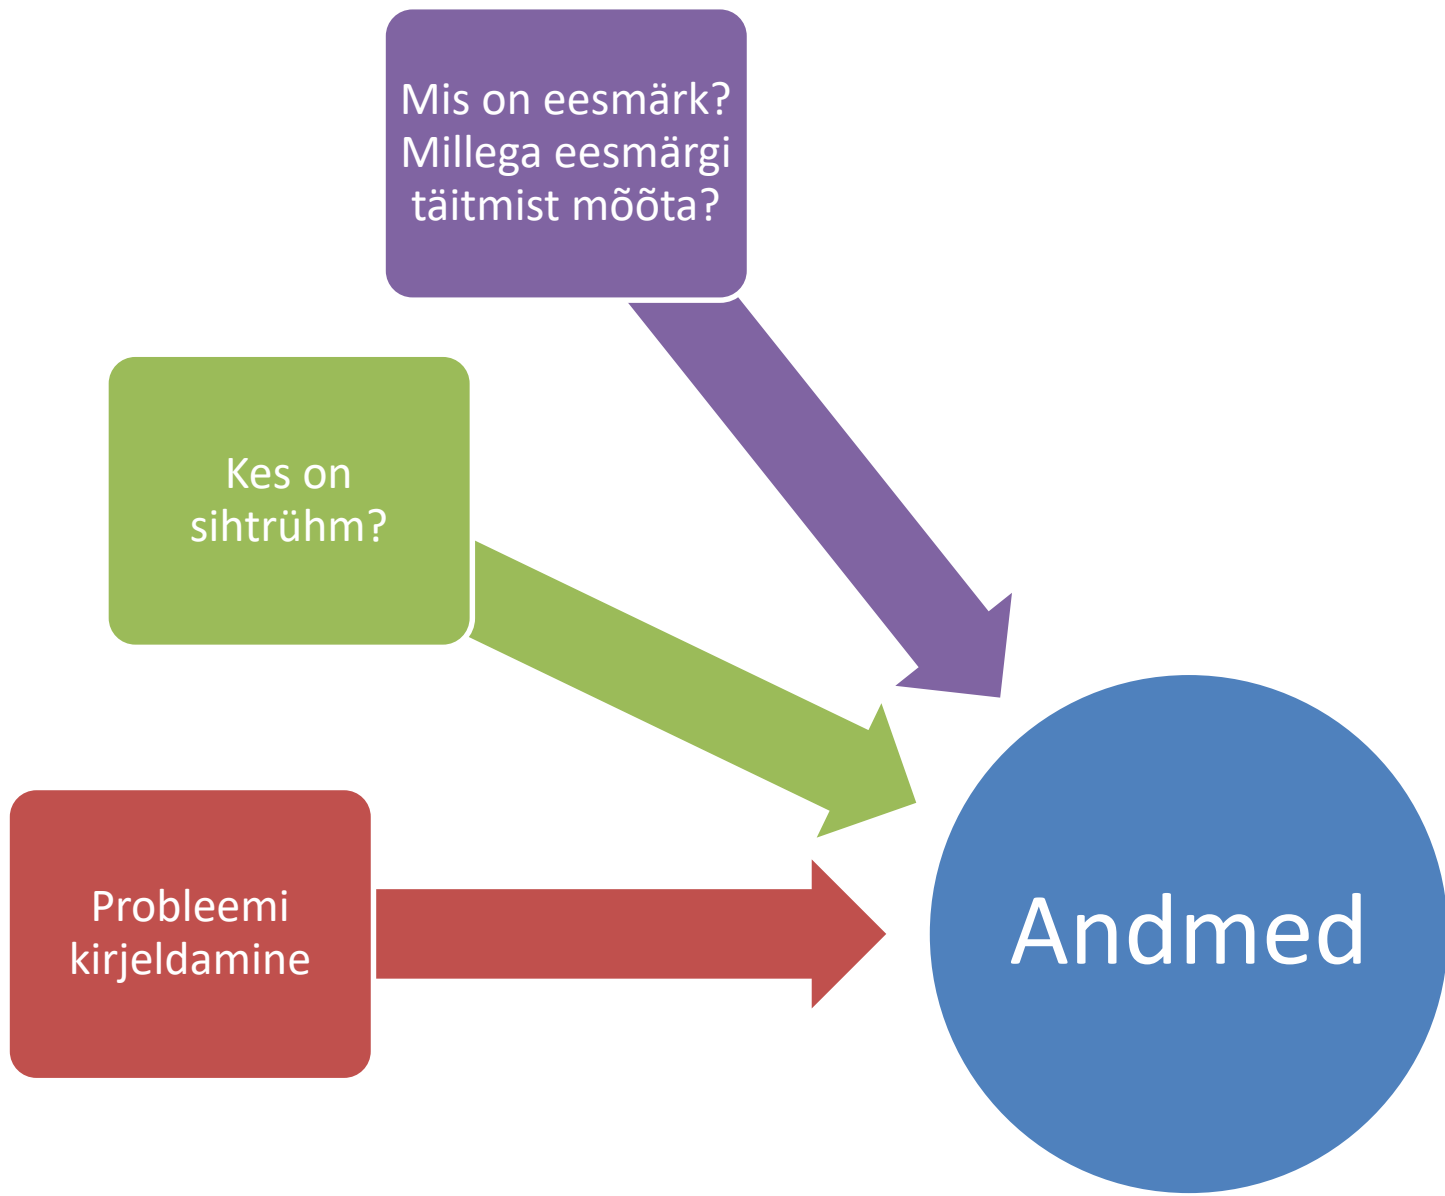 Mis on eesmärk?
Millega eesmärgi
täitmist mõõta?
Kes on
sihtrühm?
Probleemi
kirjeldamine
Andmed